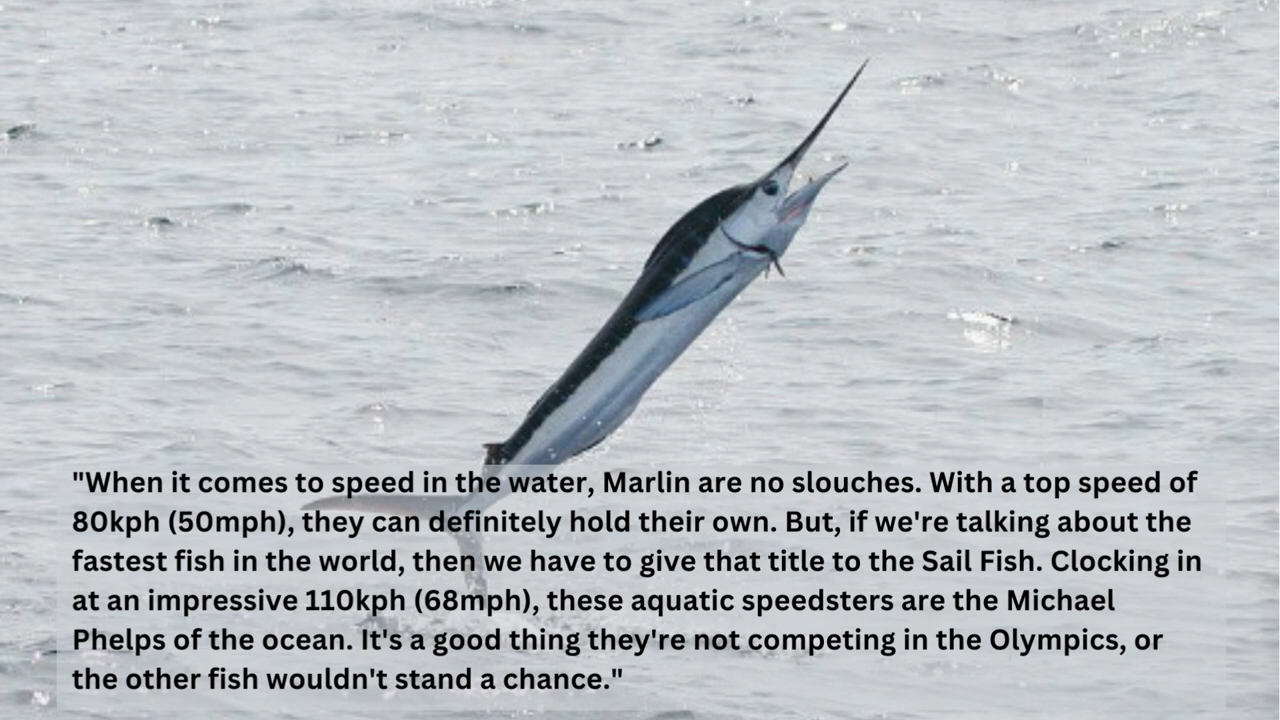 "When it comes to speed in the water, Marlin are no slouches. With a top speed of
80kph (50mph), they can definitely hold their own. But, if we're talking about the
fastest fish in the world, then we have to give that title to the Sail Fish. Clocking in
at an impressive 110kph (68mph), these aquatic speedsters are the Michael
Phelps of the ocean. It's a good thing they're not competing in the Olympics, or
the other fish wouldn't stand a chance."